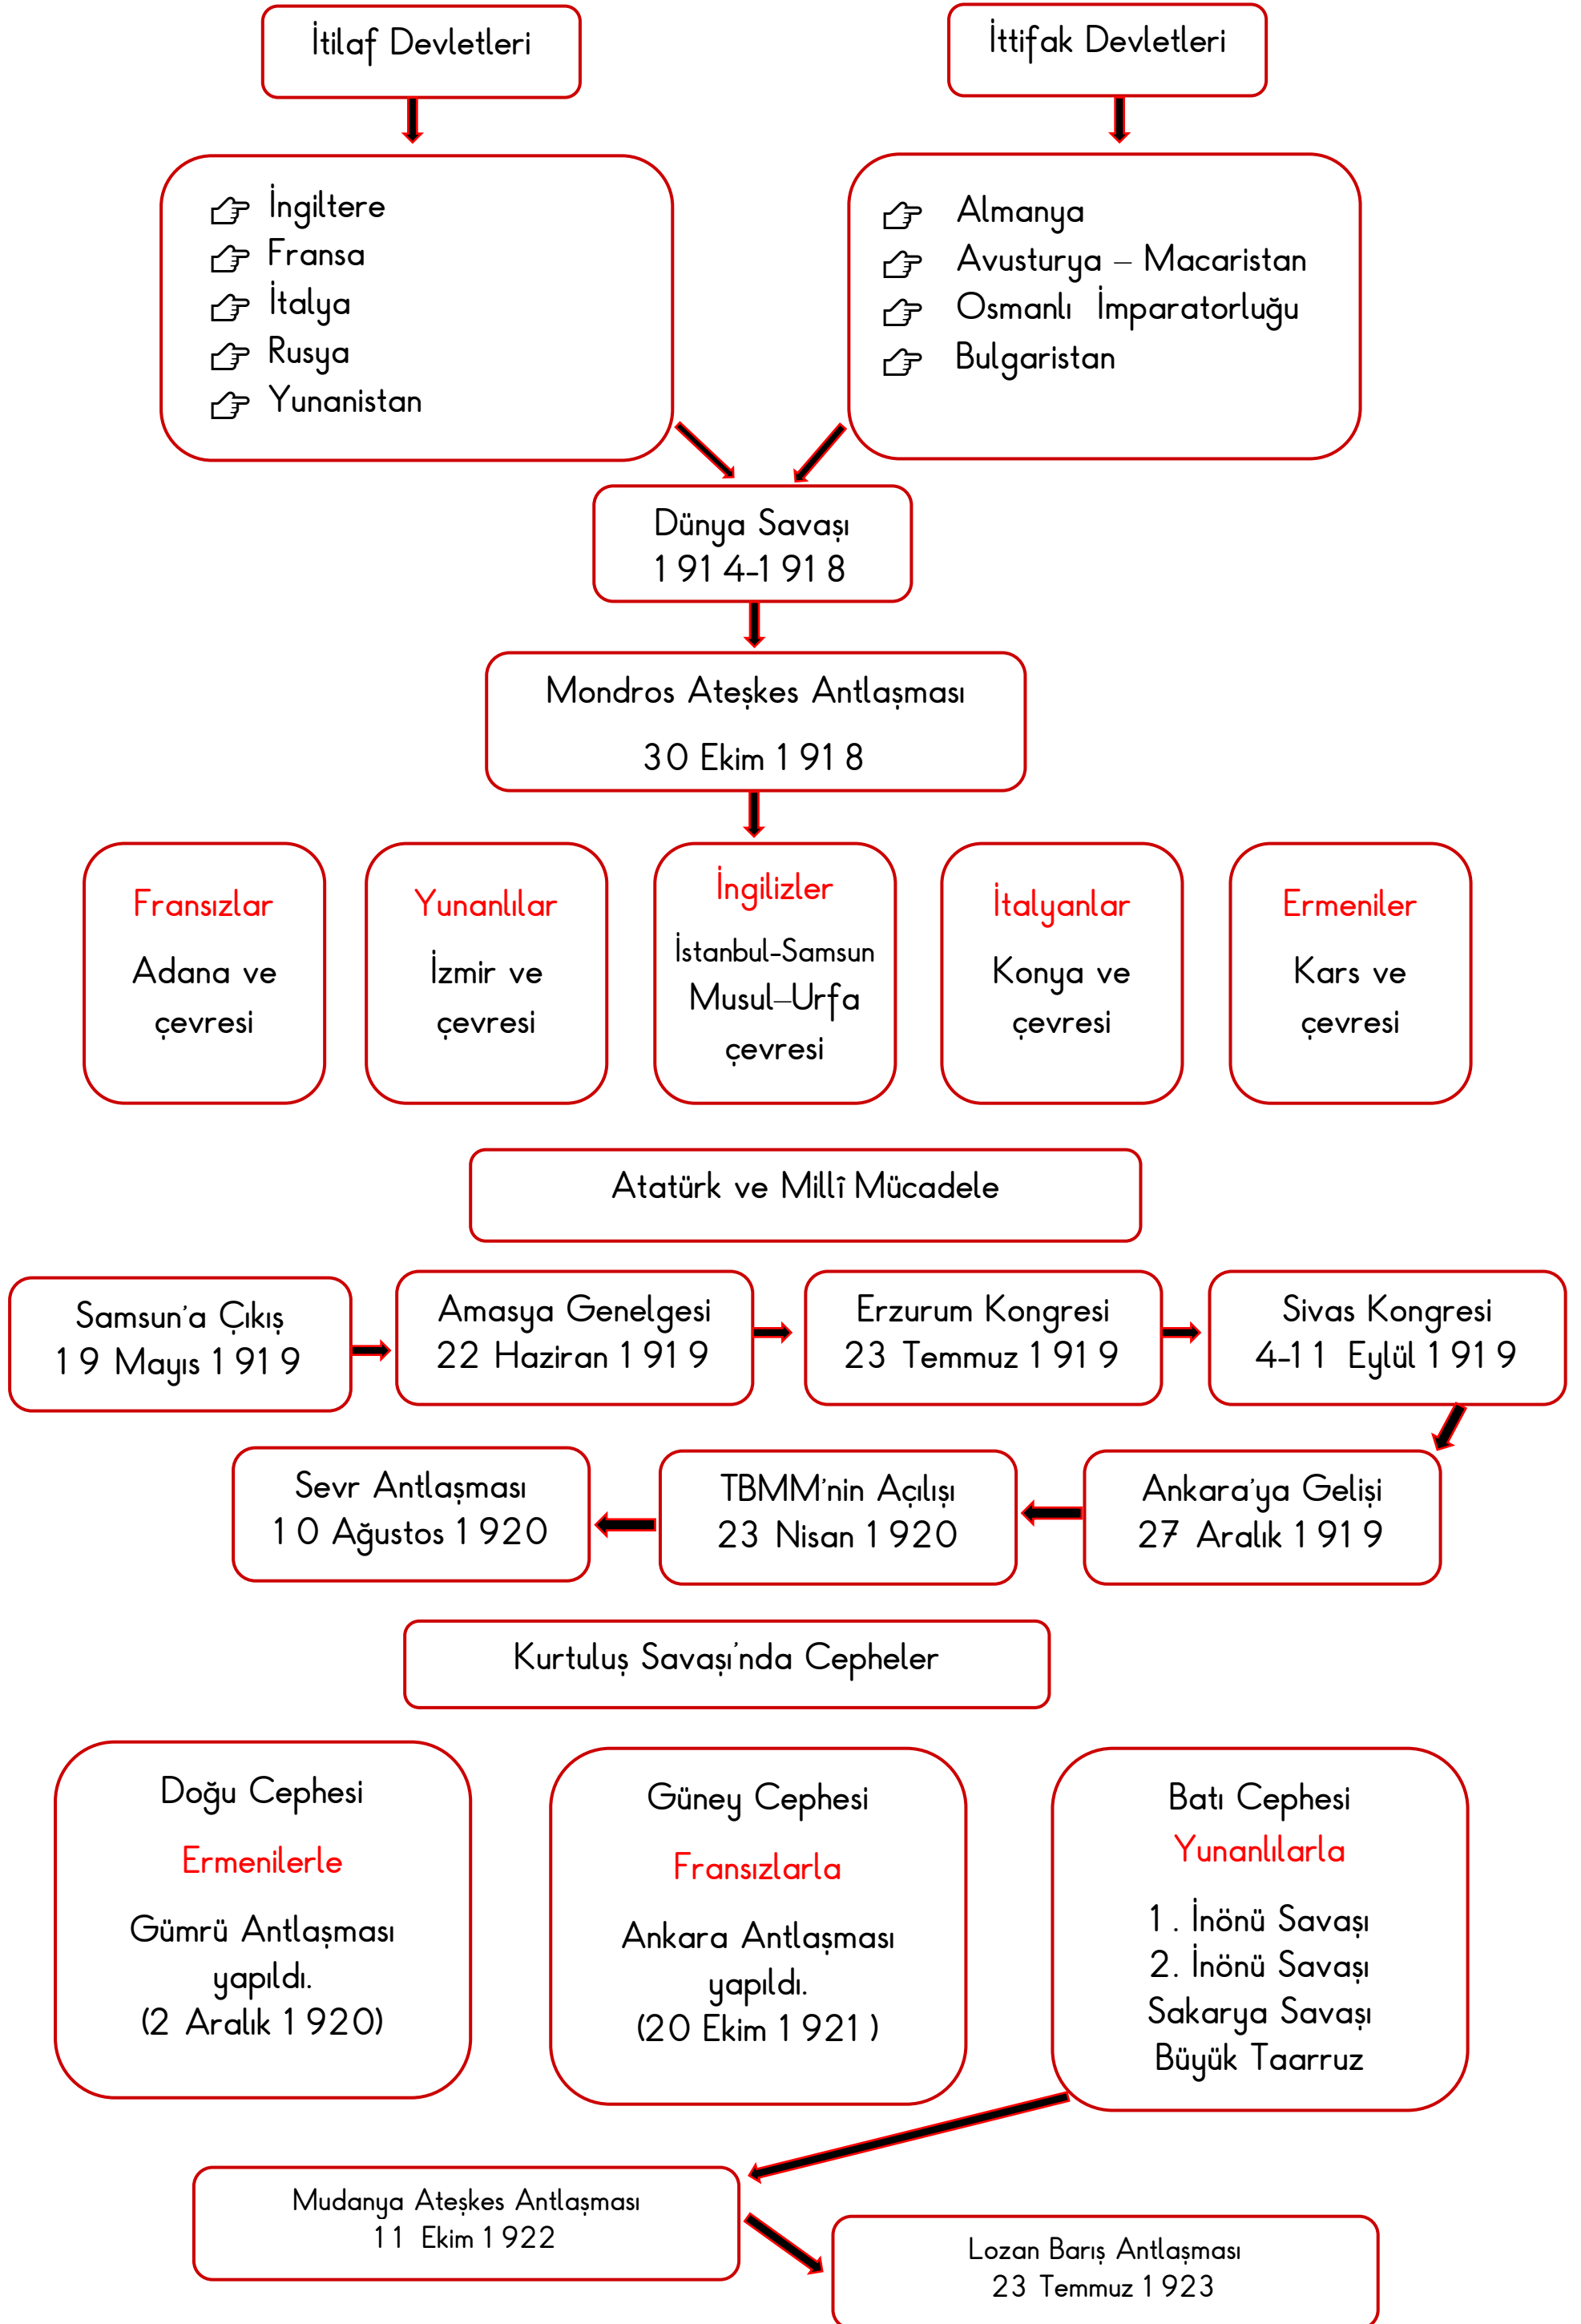 İtilaf Devletleri
İttifak Devletleri
İngiltere
Fransa
İtalya
Rusya
Yunanistan
Almanya
Avusturya – Macaristan
Osmanlı İmparatorluğu
Bulgaristan
Dünya Savaşı
1914-1918
Mondros Ateşkes Antlaşması
30 Ekim 1918
Fransızlar
Adana ve
çevresi
Yunanlılar
İzmir ve
çevresi
İngilizler
İstanbul-Samsun
Musul–Urfa
çevresi
İtalyanlar
Konya ve
çevresi
Ermeniler
Kars ve
çevresi
Atatürk ve Millî Mücadele
Samsun'a Çıkış
19 Mayıs 1919
Amasya Genelgesi
22 Haziran 1919
Erzurum Kongresi
23 Temmuz 1919
Sivas Kongresi
4-11 Eylül 1919
Ankara'ya Gelişi
27 Aralık 1919
TBMM'nin Açılışı
23 Nisan 1920
Sevr Antlaşması
10 Ağustos 1920
Kurtuluş Savaşı'nda Cepheler
Doğu Cephesi
Ermenilerle
Gümrü Antlaşması
yapıldı.
(2 Aralık 1920)
Güney Cephesi
Fransızlarla
Ankara Antlaşması
yapıldı.
(20 Ekim 1921)
Batı Cephesi
Yunanlılarla
1. İnönü Savaşı
2. İnönü Savaşı
Sakarya Savaşı
Büyük Taarruz
Mudanya Ateşkes Antlaşması
11 Ekim 1922
Lozan Barış Antlaşması
23 Temmuz 1923